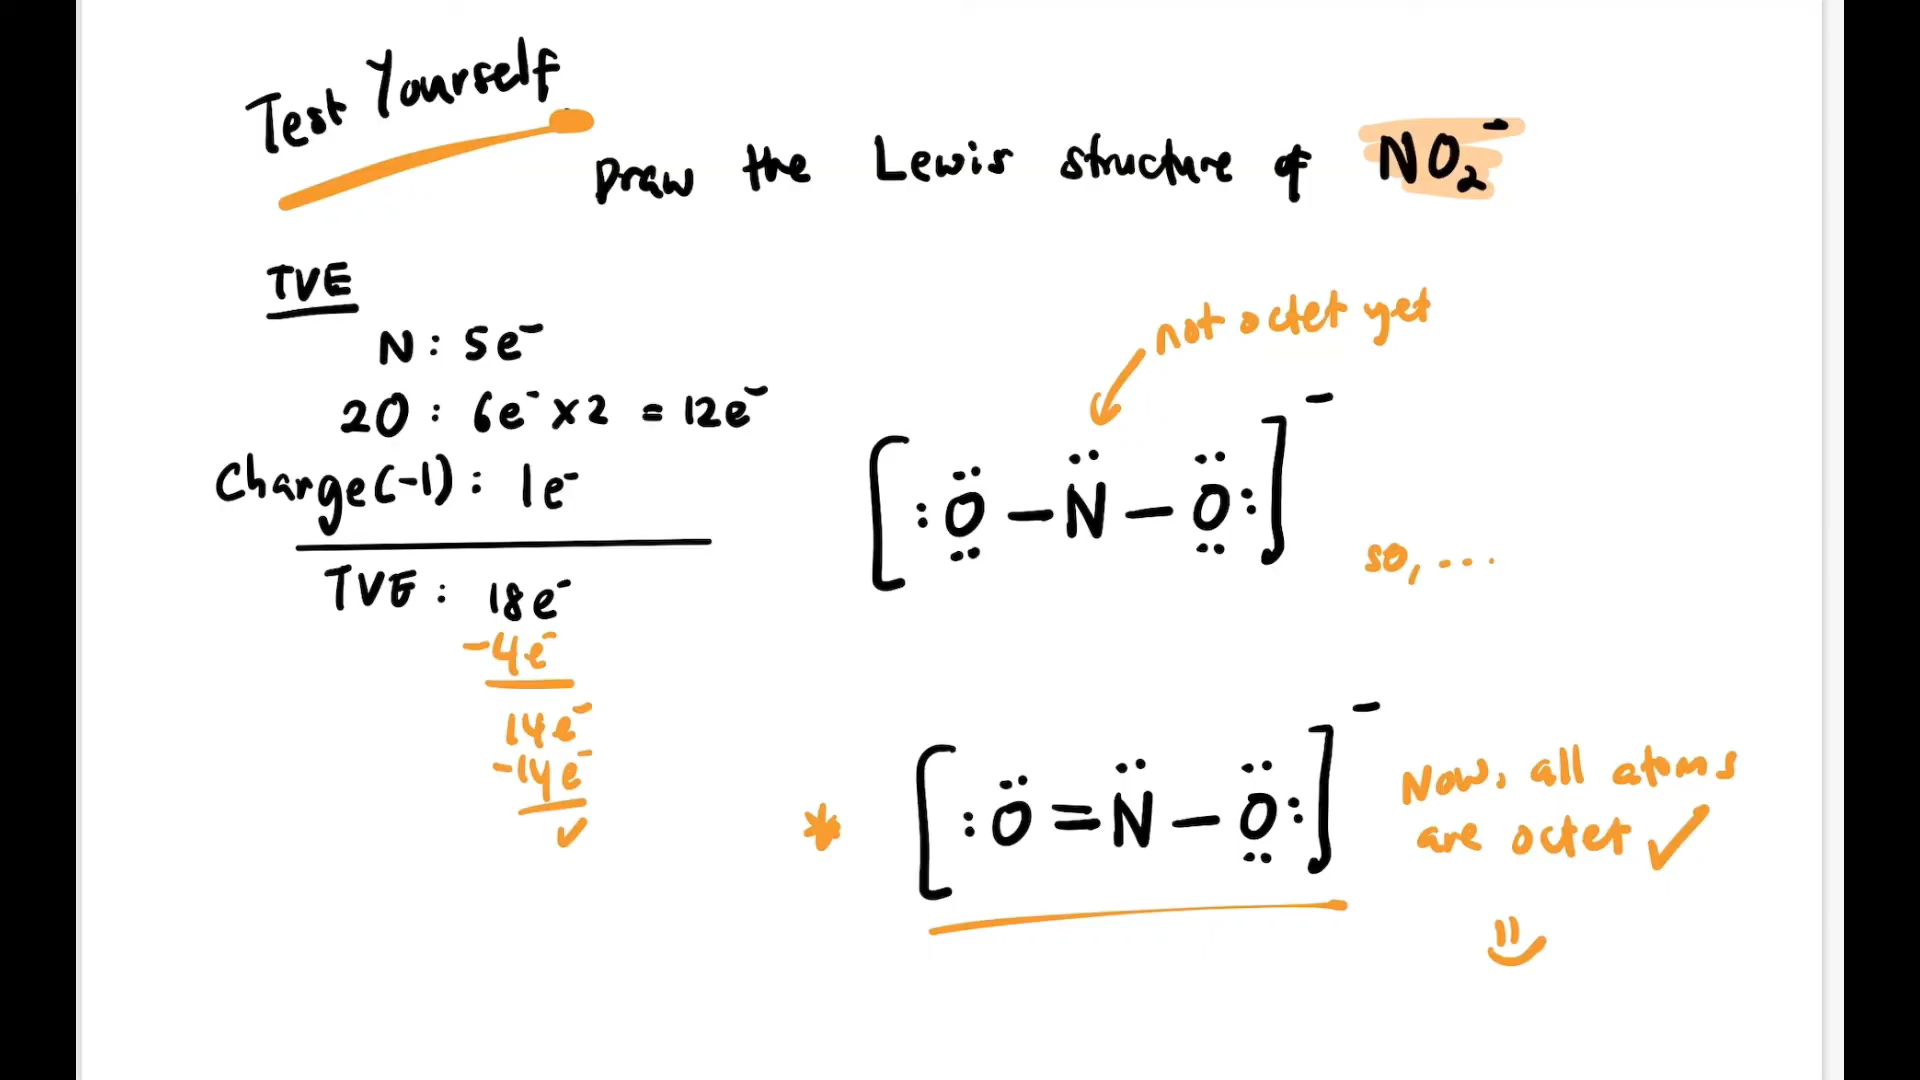 Test Yourself
Draw the Lewis structure of NO₂⁻
TVE
N : 5e⁻
2O : 6e⁻ x 2 = 12e⁻
Charge(-1) : 1e⁻
TVE : 18e⁻
-4e⁻
14e⁻
-14e⁻
✓
not octet yet
[:Ö̤ - N̈ - Ö̤:]⁻
so, ....
* [:Ö = N̈ - Ö̤:]⁻
Now, all atoms
are octet ✓